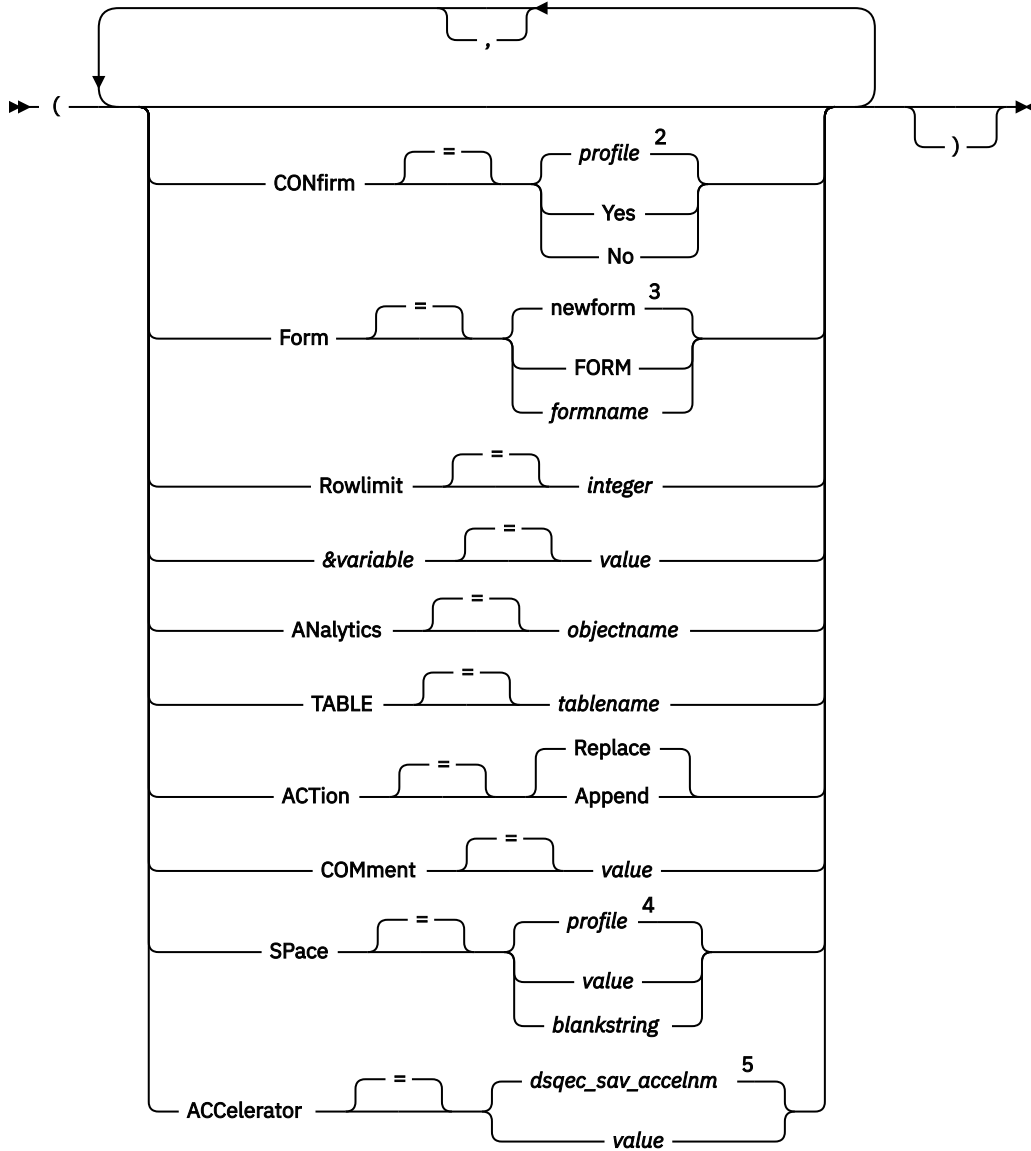 ,
( )
= profile 2
CONfirm Yes
No
= newform 3
Form FORM
formname
Rowlimit = integer
&variable = value
ANalytics = objectname
TABLE = tablename
Replace
ACTion = Append
COMment = value
= profile 4
SPace value
blankstring
= dsqec_sav_accelnm 5
ACCelerator value